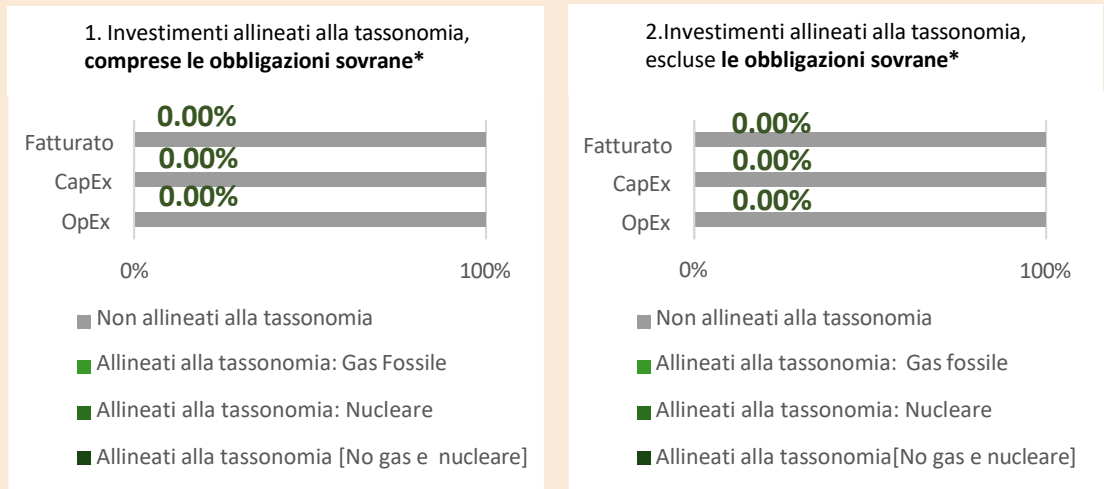 1. Investimenti allineati alla tassonomia,
comprese le obbligazioni sovrane*
0.00%
Fatturato
0.00%
CapEx
0.00%
OpEx
0%
100%
Non allineati alla tassonomia
Allineati alla tassonomia: Gas Fossile
Allineati alla tassonomia: Nucleare
Allineati alla tassonomia [No gas e nucleare]
2.Investimenti allineati alla tassonomia,
escluse le obbligazioni sovrane*
0.00%
Fatturato
0.00%
CapEx
0.00%
OpEx
0%
100%
Non allineati alla tassonomia
Allineati alla tassonomia: Gas fossile
Allineati alla tassonomia: Nucleare
Allineati alla tassonomia[No gas e nucleare]